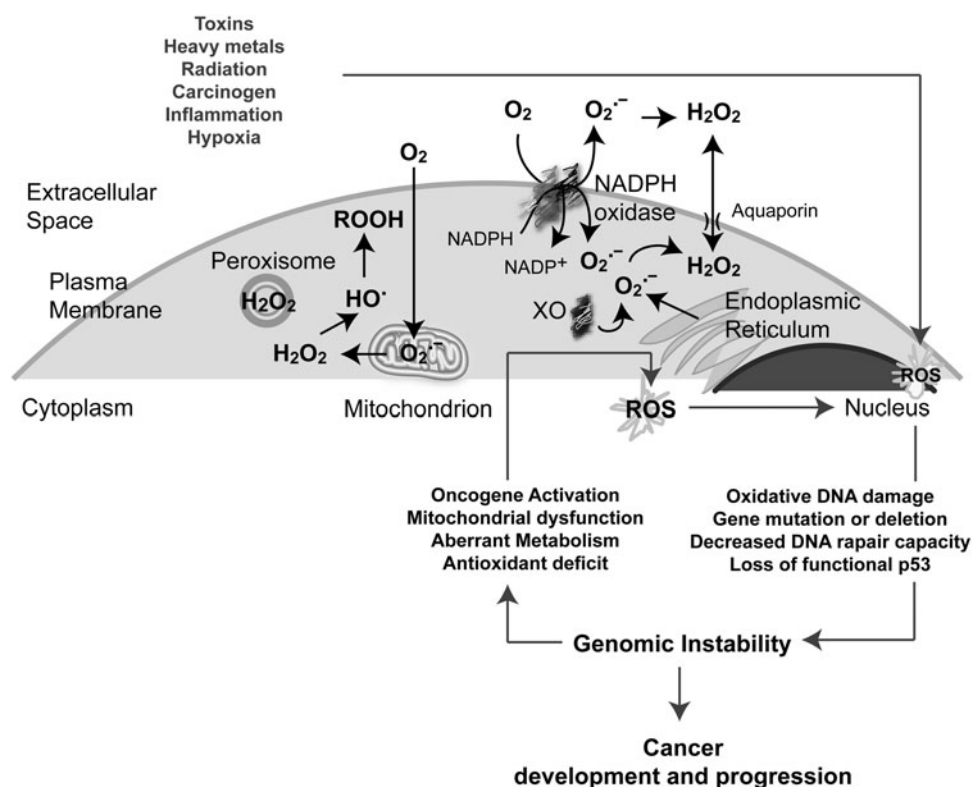 Toxins
Heavy metals
Radiation
Carcinogen
Inflammation
Hypoxia
O₂
O₂
O₂·⁻
H₂O₂
Extracellular
Space
Plasma
Membrane
Cytoplasm
ROOH
Peroxisome
H₂O₂
HO·
H₂O₂
O₂·⁻
Mitochondrion
NADPH
oxidase
NADPH
NADP⁺
O₂·⁻
O₂·⁻
H₂O₂
Aquaporin
XO
Endoplasmic
Reticulum
ROS
ROS
Nucleus
Oncogene Activation
Mitochondrial dysfunction
Aberrant Metabolism
Antioxidant deficit
Oxidative DNA damage
Gene mutation or deletion
Decreased DNA rapair capacity
Loss of functional p53
Genomic Instability
Cancer
development and progression